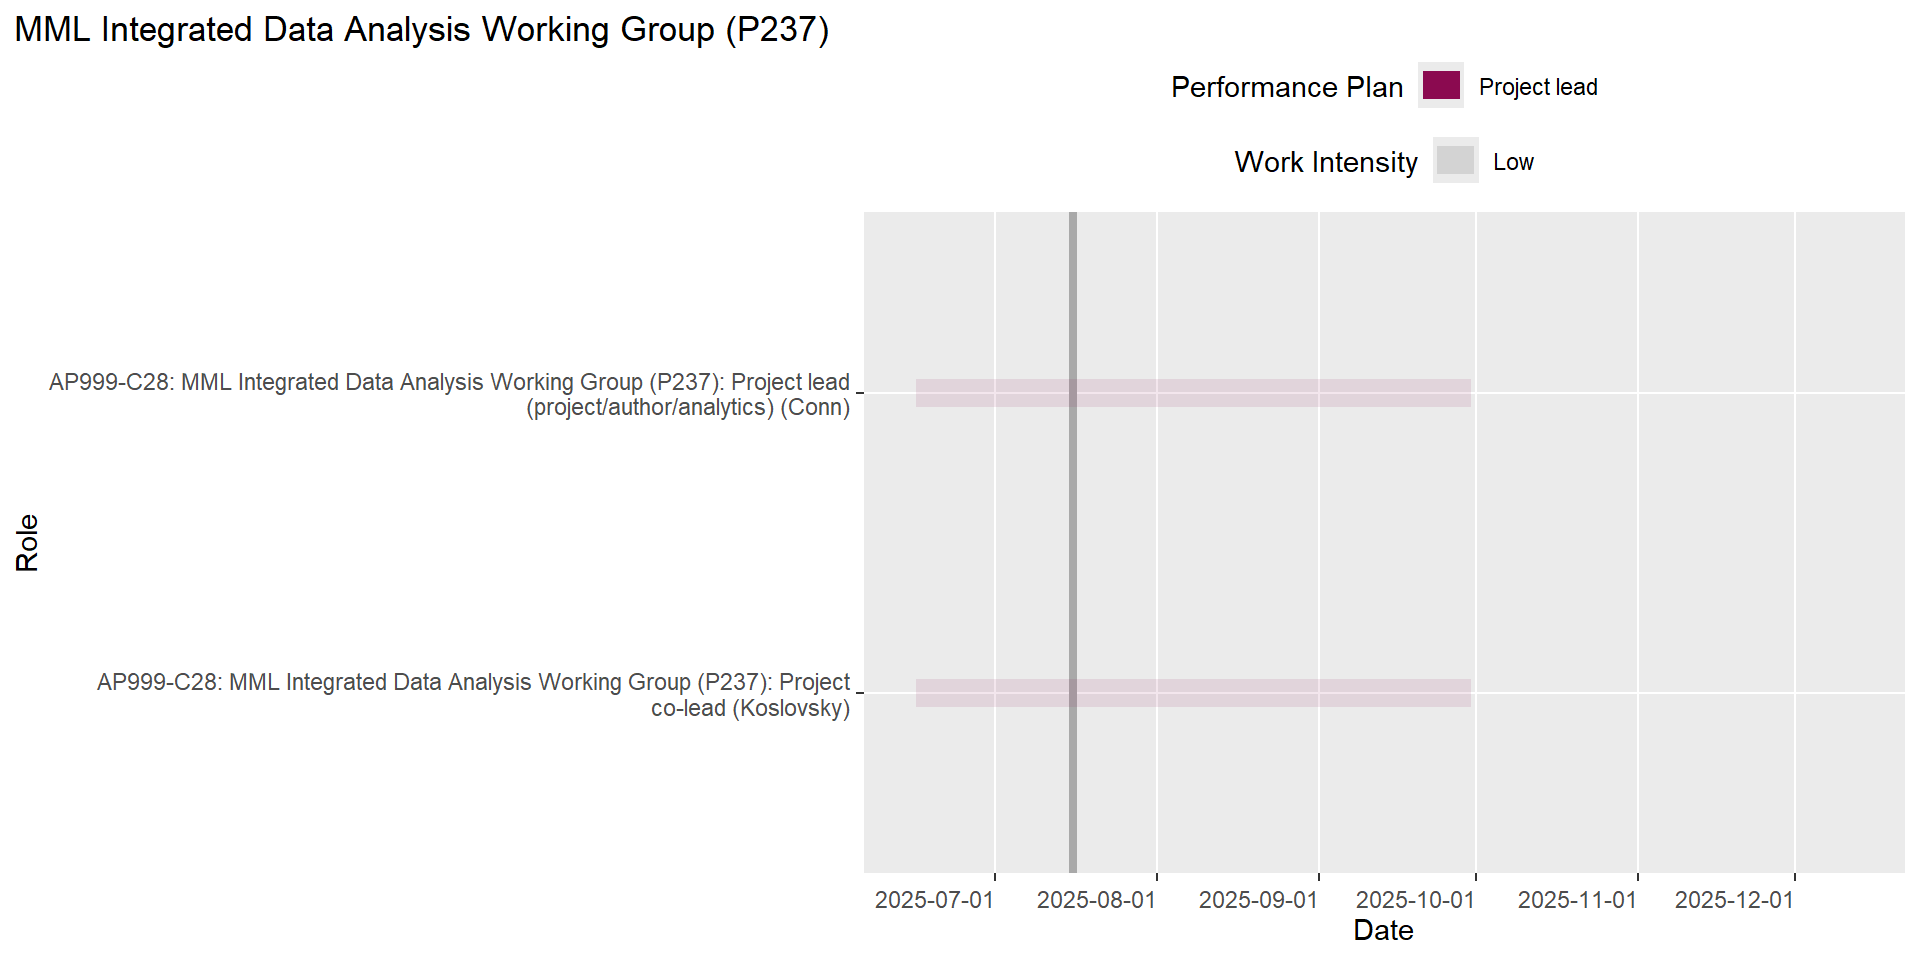 MML Integrated Data Analysis Working Group (P237)
Performance Plan
Project lead
Work Intensity
Low
AP999-C28: MML Integrated Data Analysis Working Group (P237): Project lead
(project/author/analytics) (Conn)
Role
AP999-C28: MML Integrated Data Analysis Working Group (P237): Project
co-lead (Koslovsky)
2025-07-01
2025-08-01
2025-09-01
2025-10-01
2025-11-01
2025-12-01
Date